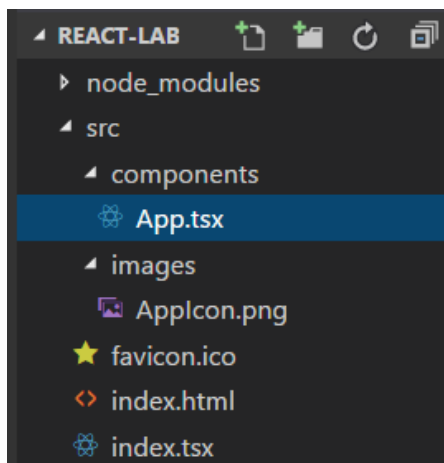 REACT-LAB
node_modules
src
components
App.tsx
images
AppIcon.png
favicon.ico
index.html
index.tsx